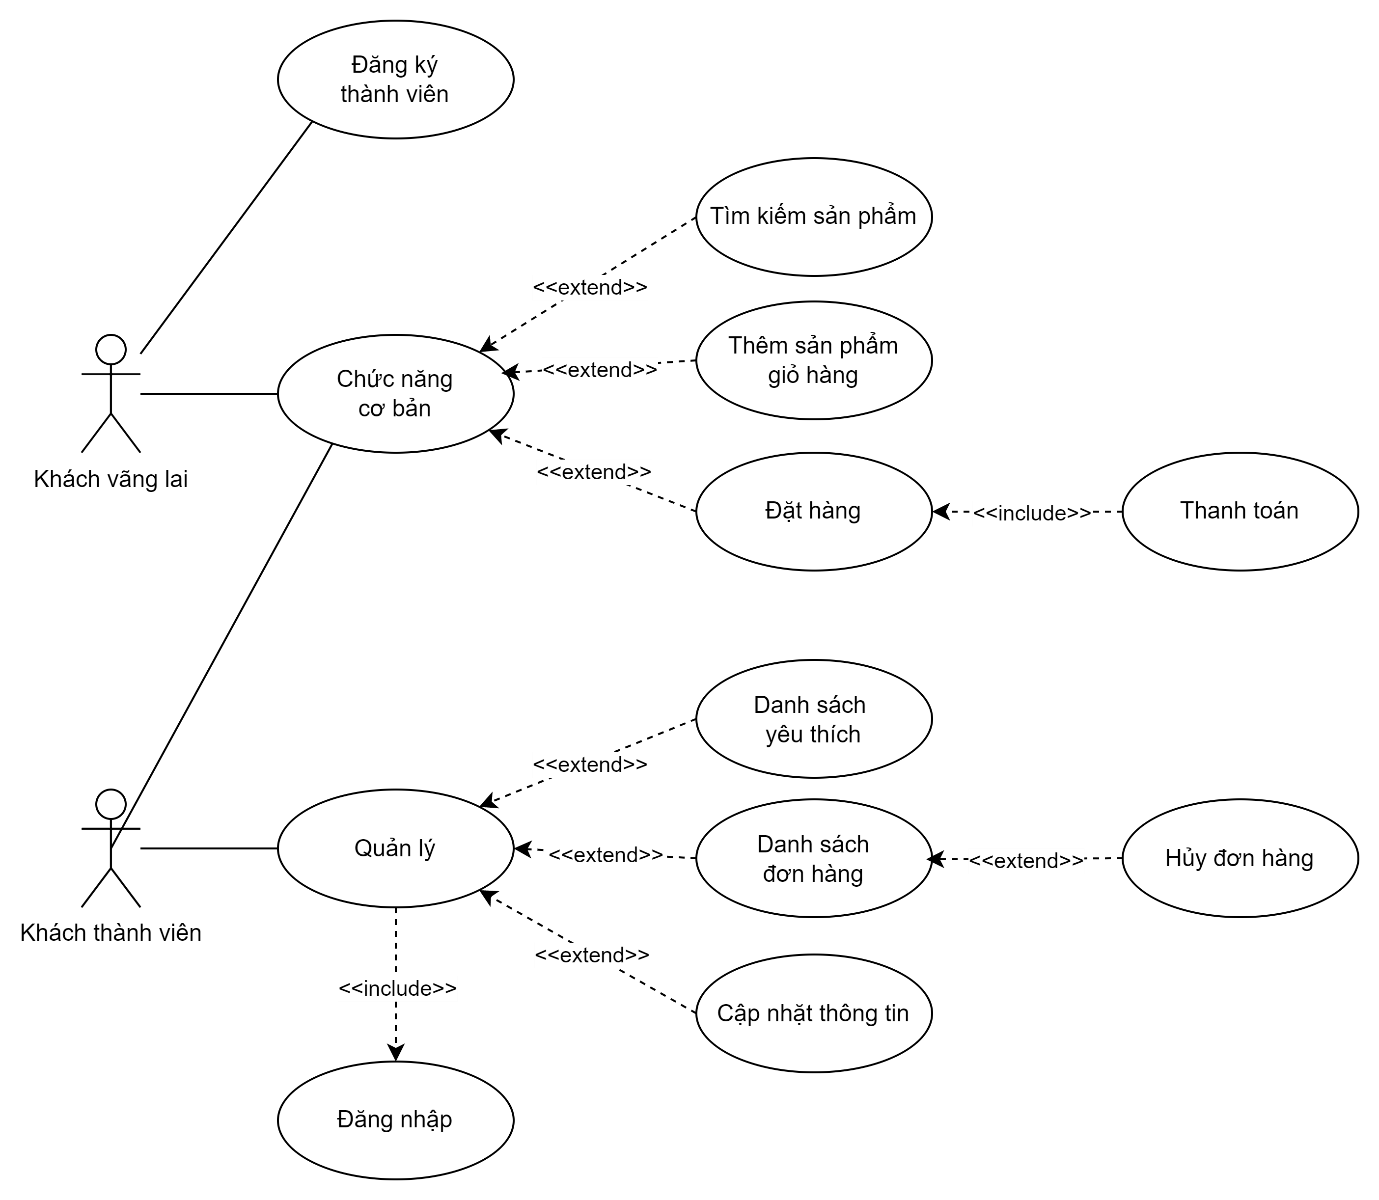 Đăng ký
thành viên
Tìm kiếm sản phẩm
<<extend>>
Thêm sản phẩm
giỏ hàng
<<extend>>
Chức năng
cơ bản
<<extend>>
Khách vãng lai
Đặt hàng
<<include>>
Thanh toán
Danh sách
yêu thích
<<extend>>
Quản lý
<<extend>>
Danh sách
đơn hàng
<<extend>>
Hủy đơn hàng
Khách thành viên
<<extend>>
<<include>>
Cập nhặt thông tin
Đăng nhập